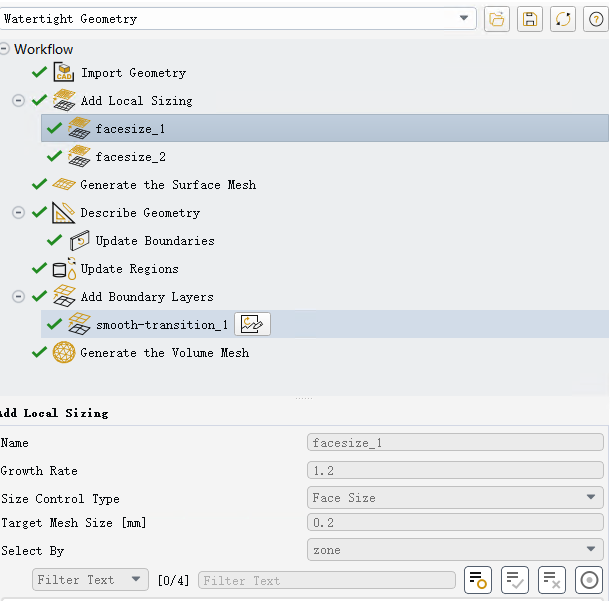 Watertight Geometry
?
Workflow
CAD
Import Geometry
Add Local Sizing
facesize_1
facesize_2
Generate the Surface Mesh
Describe Geometry
Update Boundaries
Update Regions
Add Boundary Layers
smooth-transition_1
Generate the Volume Mesh
Add Local Sizing
Name facesize_1
Growth Rate 1.2
Size Control Type Face Size
Target Mesh Size [mm] 0.2
Select By zone
Filter Text [0/4] Filter Text